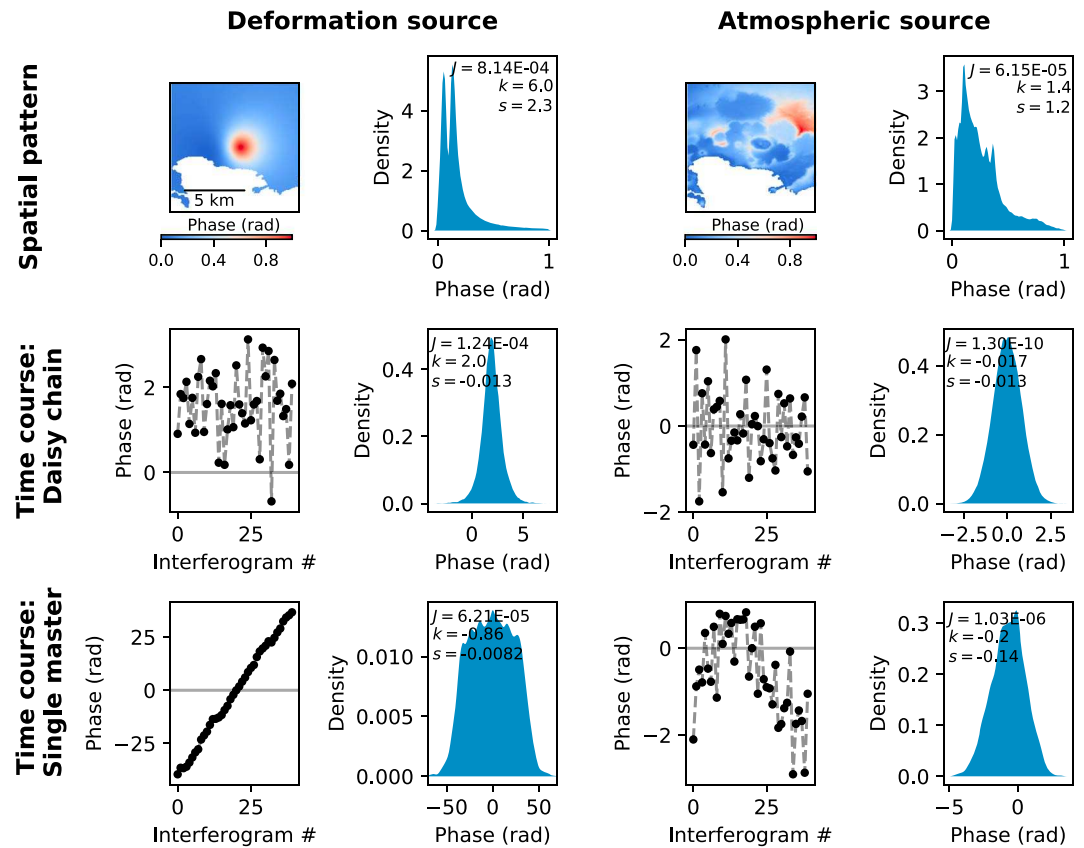 Deformation source
Atmospheric source
Spatial pattern
5 km
Phase (rad)
0.0 0.4 0.8
Density
4
2
0
J = 8.14E-04
k = 6.0
s = 2.3
0 1
Phase (rad)
Phase (rad)
0.0 0.4 0.8
Density
3
2
1
0
J = 6.15E-05
k = 1.4
s = 1.2
0 1
Phase (rad)
Time course:
Daisy chain
Phase (rad)
2
0
0 25
Interferogram #
Density
0.4
0.2
0.0
J = 1.24E-04
k = 2.0
s = -0.013
0 5
Phase (rad)
Phase (rad)
2
0
−2
0 25
Interferogram #
Density
0.4
0.2
0.0
J = 1.30E-10
k = -0.017
s = -0.013
−2.5 0.0 2.5
Phase (rad)
Time course:
Single master
Phase (rad)
25
0
−25
0 25
Interferogram #
Density
0.010
0.005
0.000
J = 6.21E-05
k = -0.86
s = -0.0082
−50 0 50
Phase (rad)
Phase (rad)
0
−2
0 25
Interferogram #
Density
0.3
0.2
0.1
0.0
J = 1.03E-06
k = -0.2
s = -0.14
−5 0
Phase (rad)